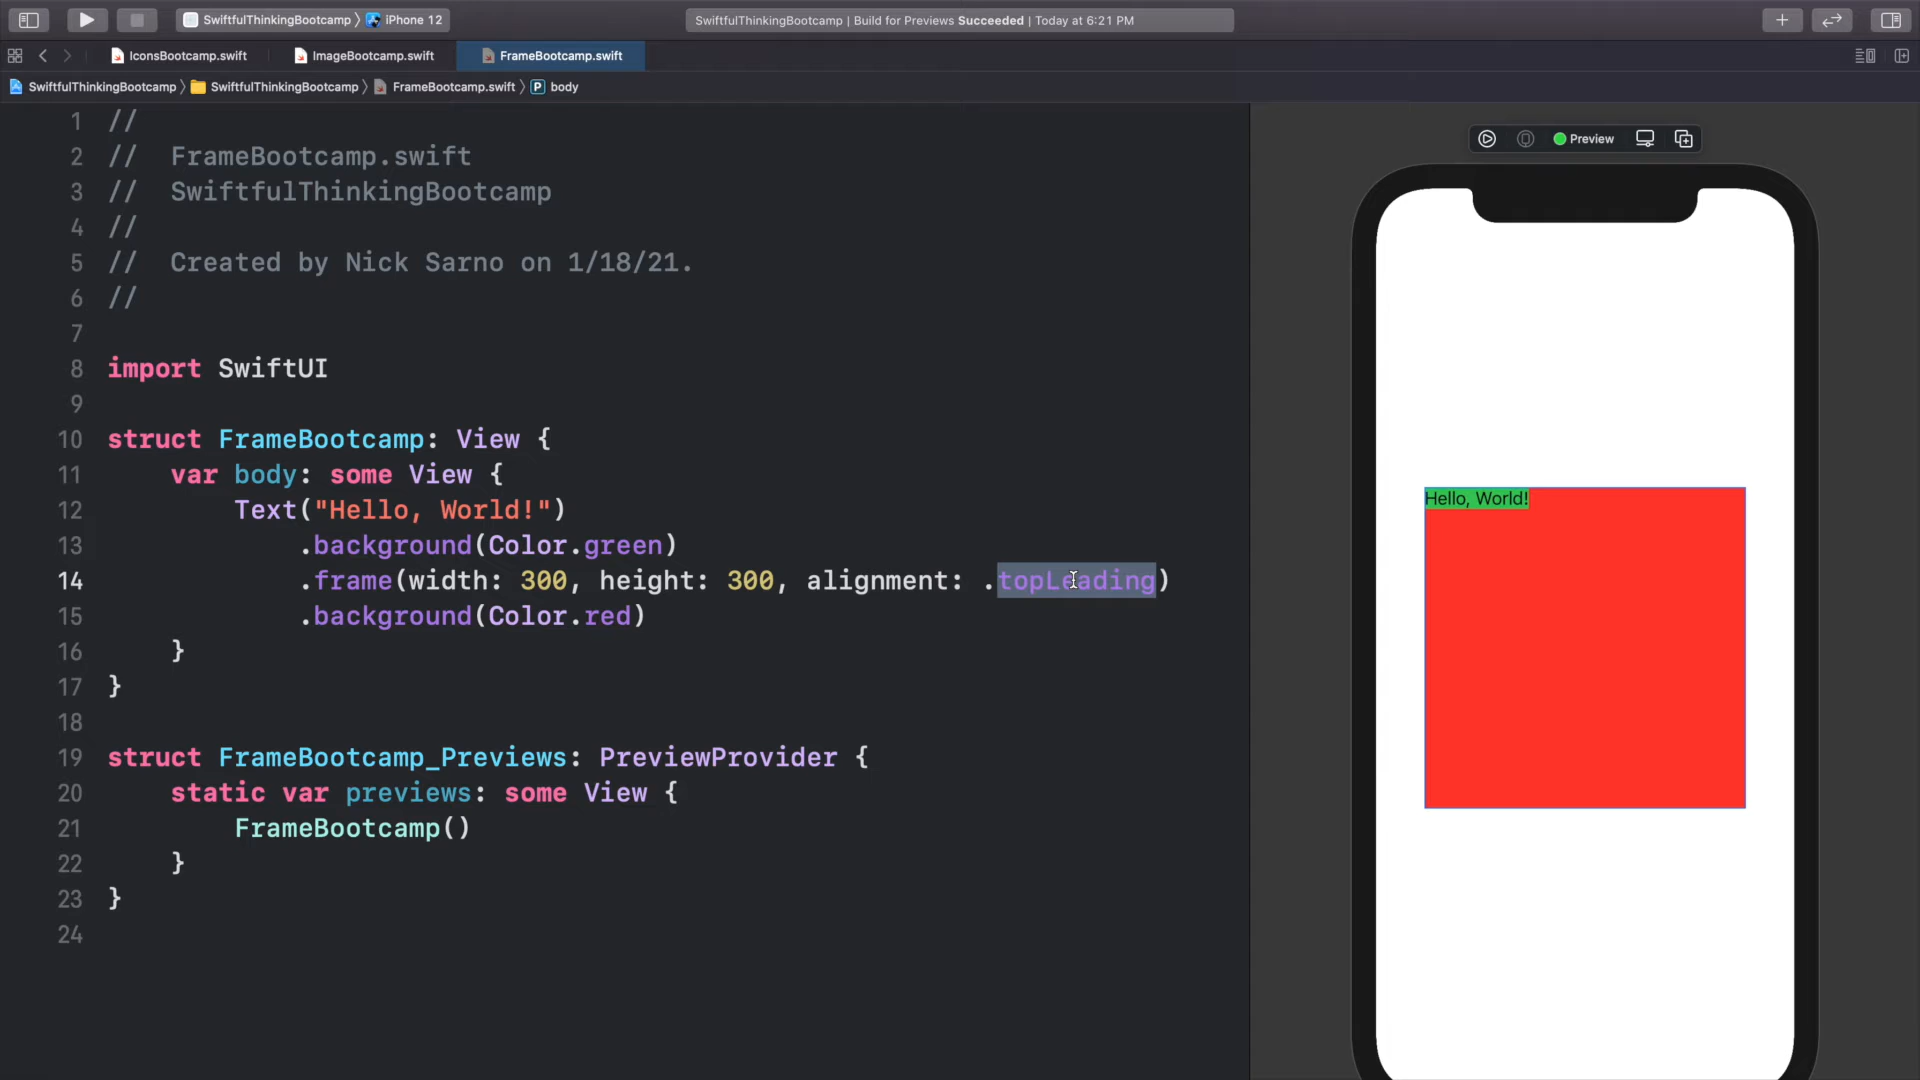 SwiftfulThinkingBootcamp 〉 iPhone 12
SwiftfulThinkingBootcamp | Build for Previews Succeeded | Today at 6:21 PM
IconsBootcamp.swift
ImageBootcamp.swift
FrameBootcamp.swift
SwiftfulThinkingBootcamp 〉 SwiftfulThinkingBootcamp 〉 FrameBootcamp.swift 〉 P body
1 //
2 //  FrameBootcamp.swift
3 //  SwiftfulThinkingBootcamp
4 //
5 //  Created by Nick Sarno on 1/18/21.
6 //
7
8 import SwiftUI
9
10 struct FrameBootcamp: View {
11     var body: some View {
12         Text("Hello, World!")
13             .background(Color.green)
14             .frame(width: 300, height: 300, alignment: .topLeading)
15             .background(Color.red)
16     }
17 }
18
19 struct FrameBootcamp_Previews: PreviewProvider {
20     static var previews: some View {
21         FrameBootcamp()
22     }
23 }
24
Preview
Hello, World!